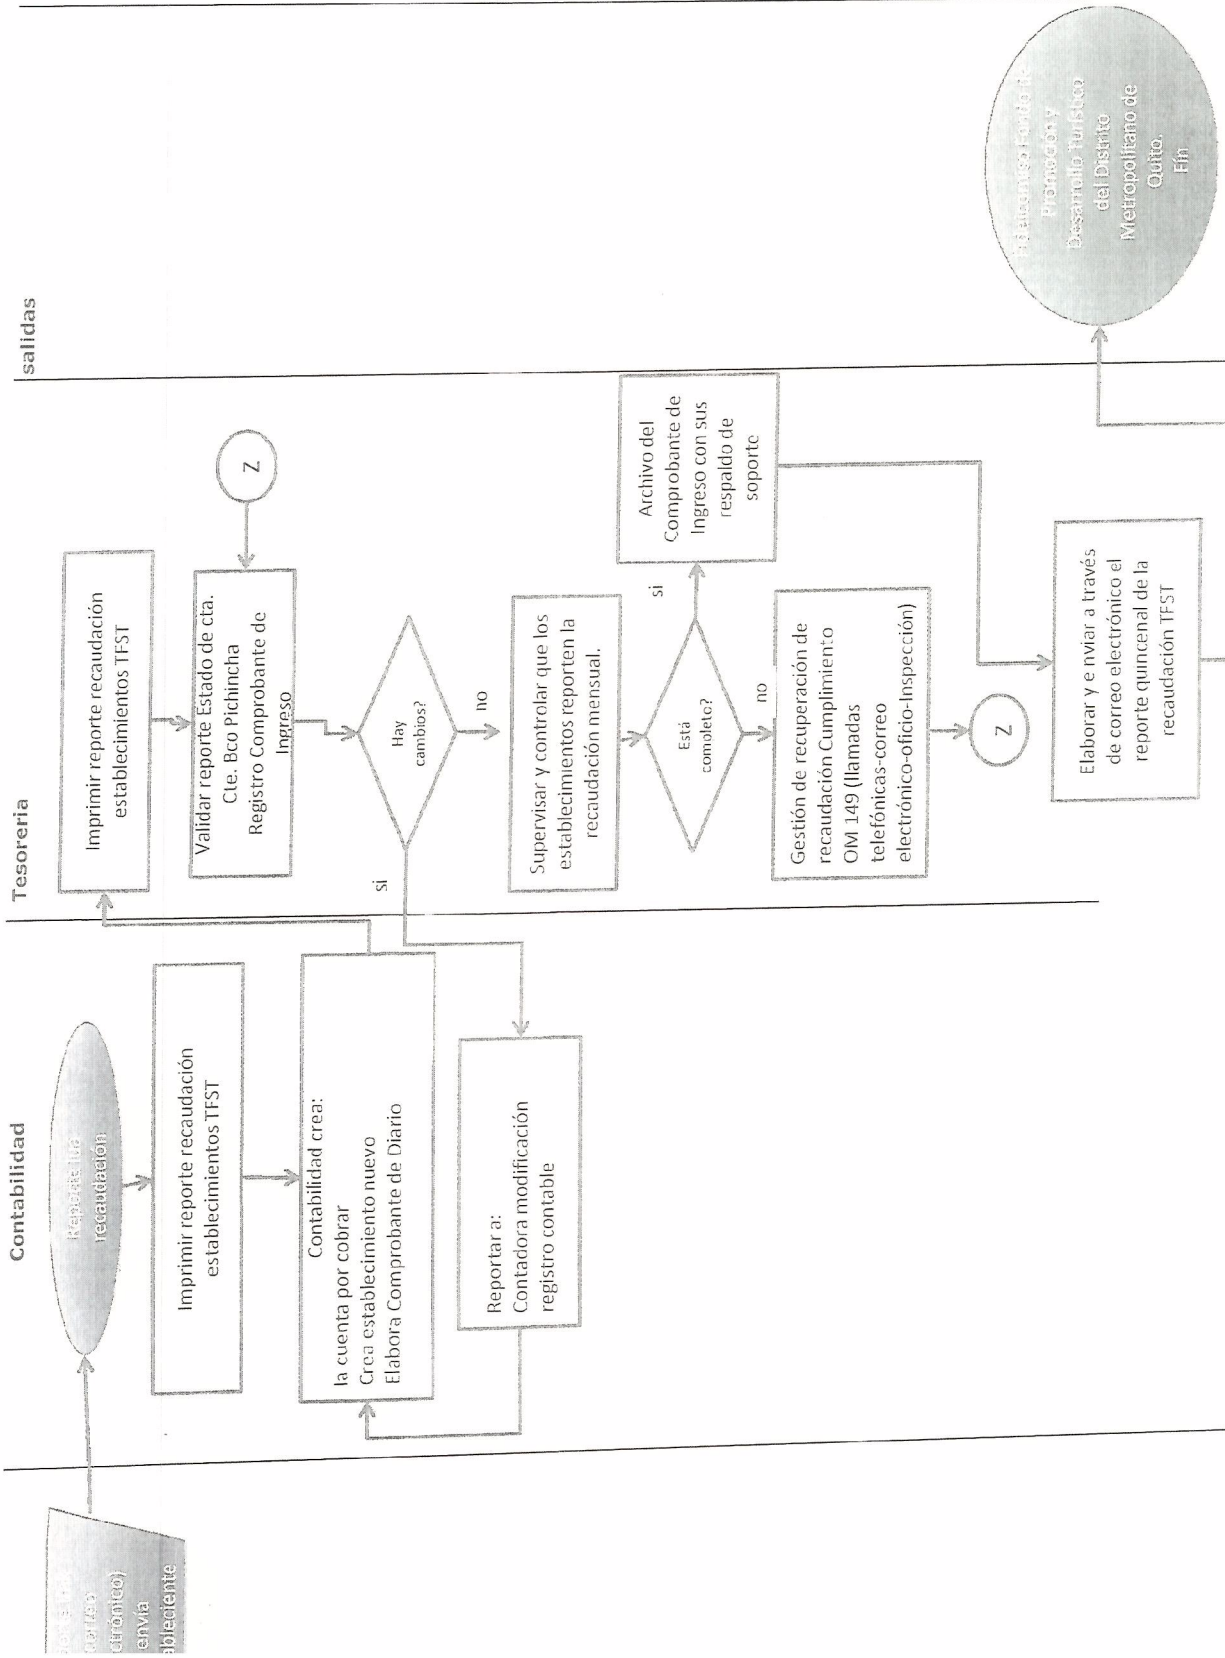 Contabilidad
Tesoreria
salidas
correo
ctrónico)
envía
recaudación
Imprimir reporte recaudación
establecimientos TFST
Contabilidad crea:
la cuenta por cobrar
Crea establecimiento nuevo
Elabora Comprobante de Diario
Reportar a:
Contadora modificación
registro contable
Imprimir reporte recaudación
establecimientos TFST
Validar reporte Estado de cta.
Cte. Bco Pichincha
Registro Comprobante de
Ingreso
Z
Hay
cambios?
si
no
Supervisar y controlar que los
establecimientos reporten la
recaudación mensual.
Está
completo?
si
no
Archivo del
Comprobante de
Ingreso con sus
respaldo de
soporte
Gestión de recuperación de
recaudación Cumplimiento
OM 149 (llamadas
telefónicas-correo
electrónico-oficio-Inspección)
Z
Elaborar y e nviar a través
de correo electrónico el
reporte quincenal de la
recaudación TFST
Promoción y
Desarrollo Turístico
del Distrito
Metropolitano de
Quito.
Fin